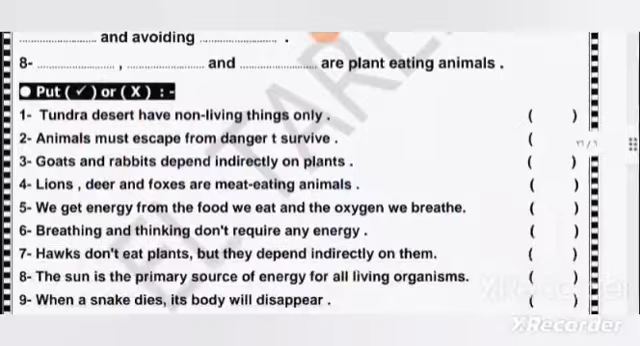 ........................ and avoiding ........................ .
8- ........................ , ........................ and ........................ are plant eating animals .
● Put ( ✓ ) or ( X ) : -
1- Tundra desert have non-living things only . ( )
2- Animals must escape from danger t survive . ( )
3- Goats and rabbits depend indirectly on plants . ( )
4- Lions , deer and foxes are meat-eating animals . ( )
5- We get energy from the food we eat and the oxygen we breathe. ( )
6- Breathing and thinking don't require any energy . ( )
7- Hawks don't eat plants, but they depend indirectly on them. ( )
8- The sun is the primary source of energy for all living organisms. ( )
9- When a snake dies, its body will disappear . ( )
XRecorder